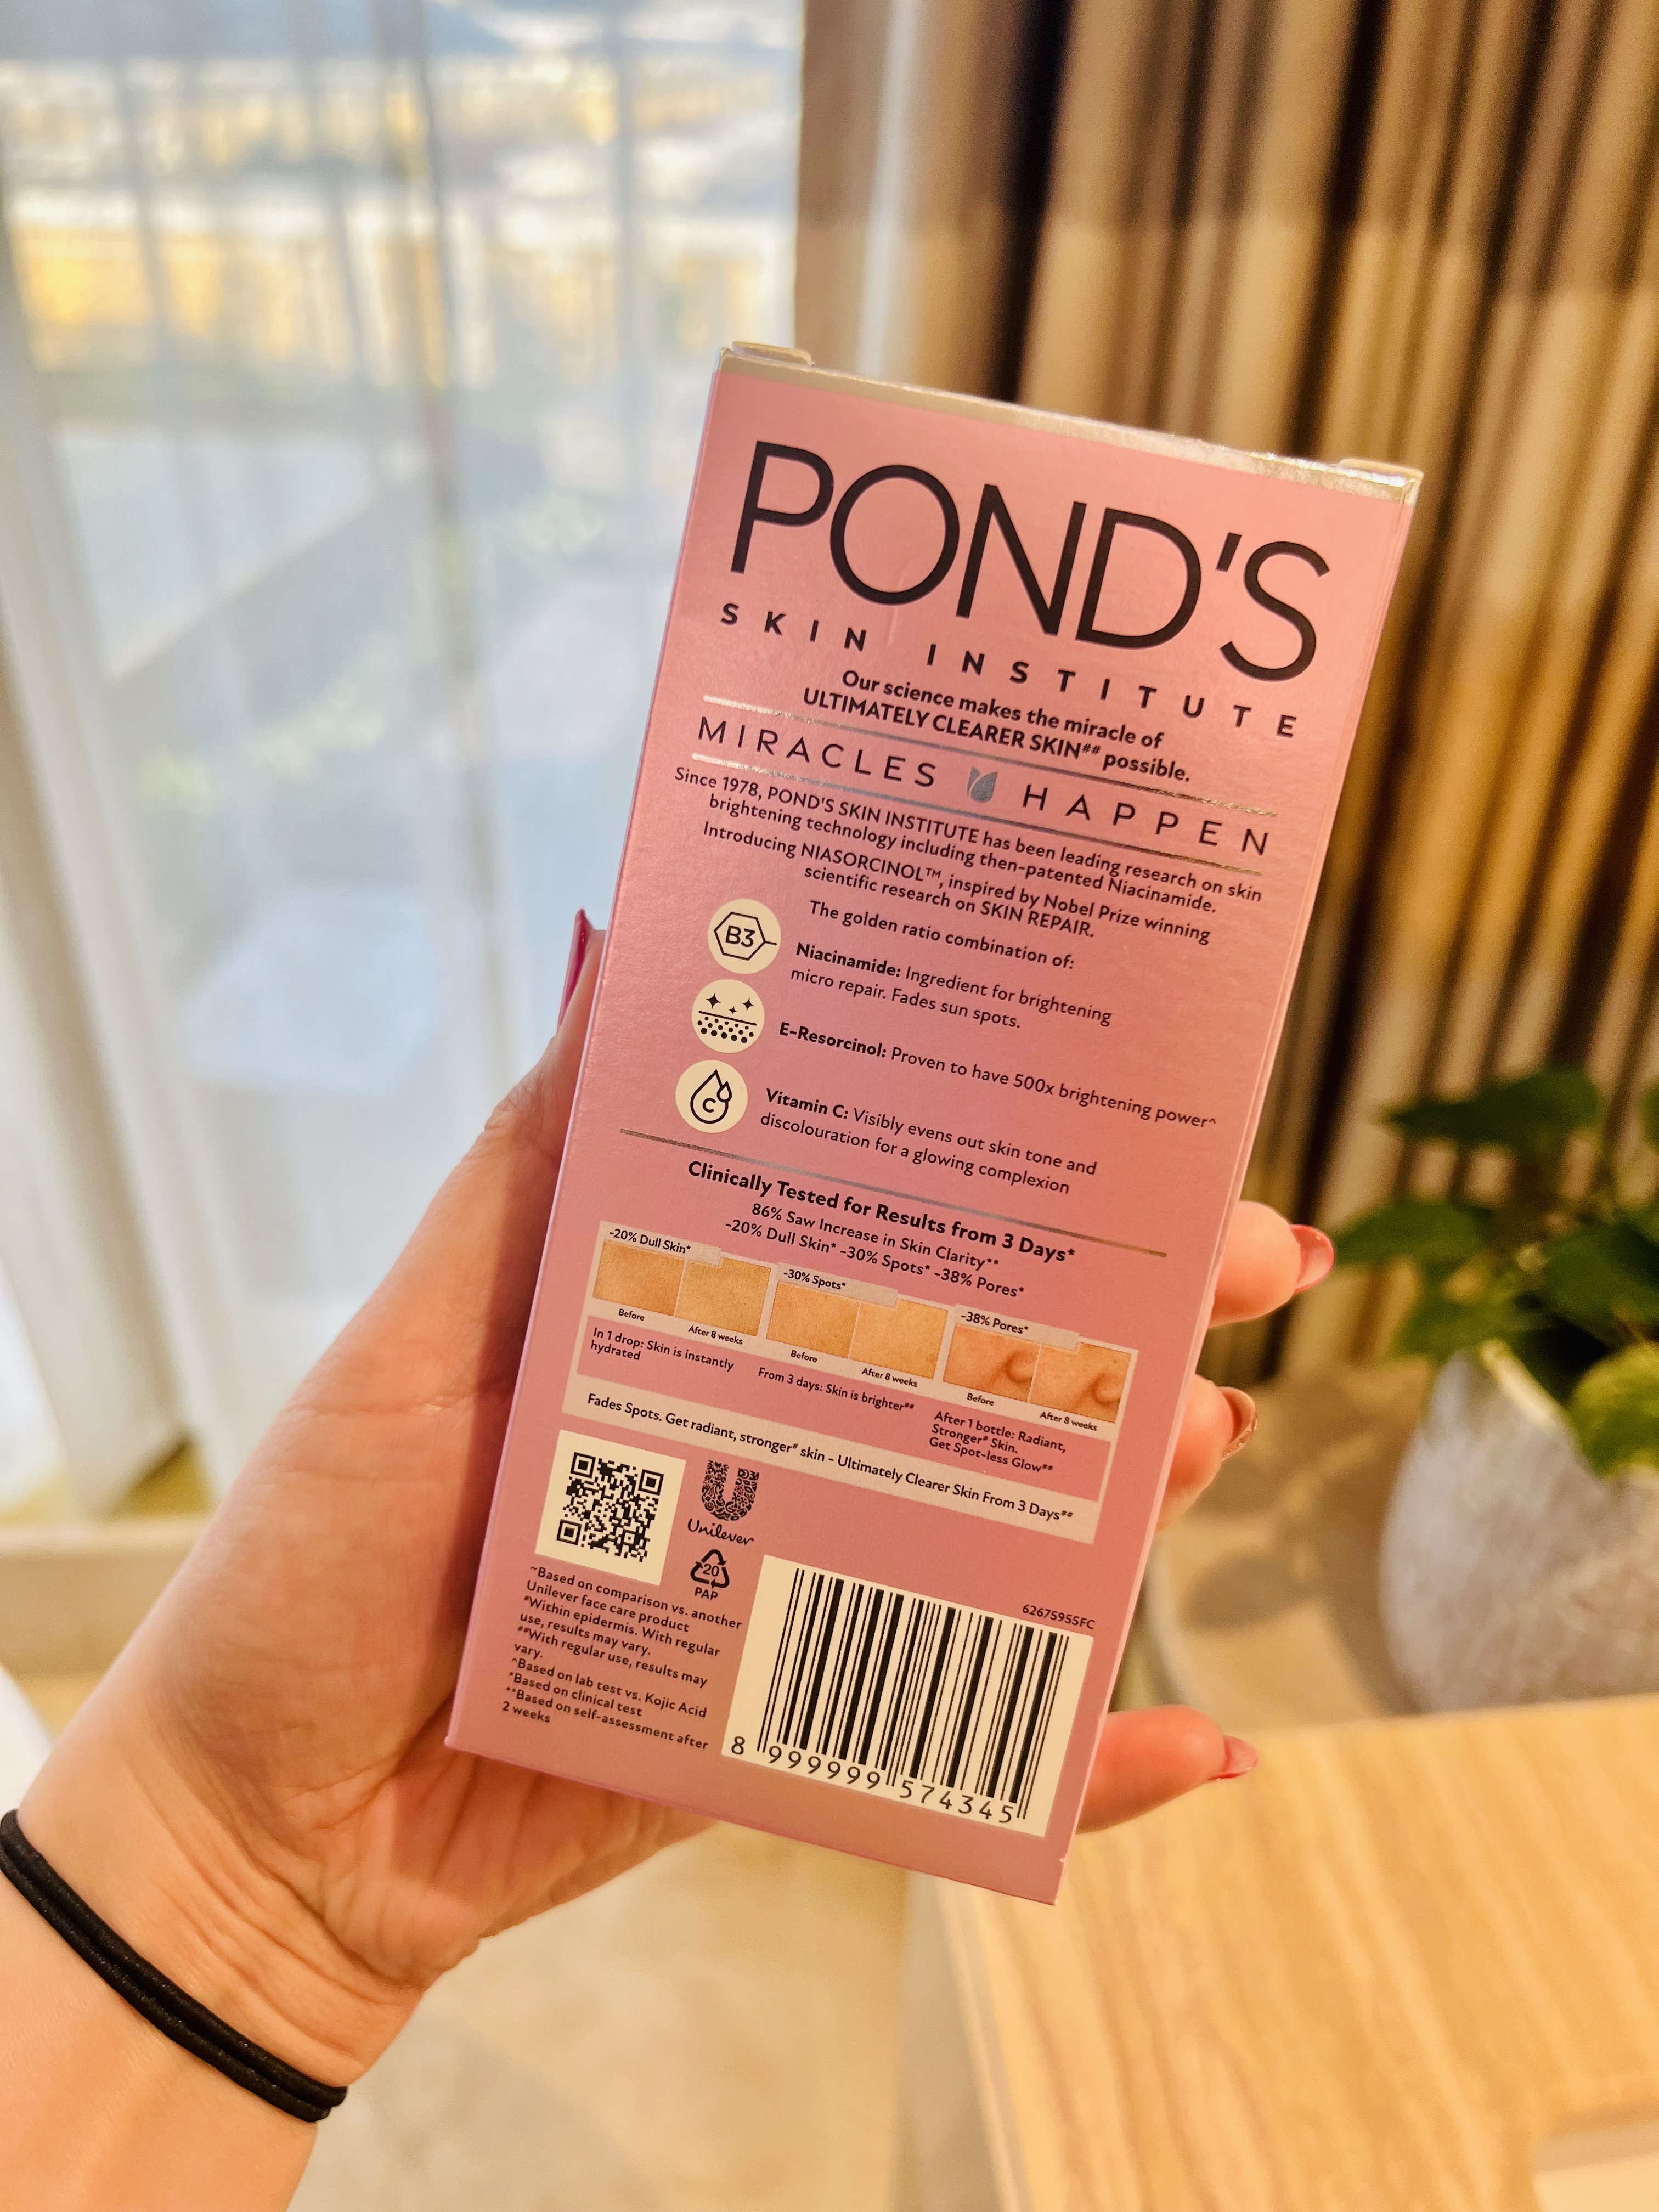 POND'S
SKIN INSTITUTE
Our science makes the miracle of
ULTIMATELY CLEARER SKIN## possible.
MIRACLES HAPPEN
Since 1978, POND'S SKIN INSTITUTE has been leading research on skin
brightening technology including then-patented Niacinamide.
Introducing NIASORCINOL™, inspired by Nobel Prize winning
scientific research on SKIN REPAIR.
The golden ratio combination of:
B3
Niacinamide: Ingredient for brightening
micro repair. Fades sun spots.
E-Resorcinol: Proven to have 500x brightening power^
C
Vitamin C: Visibly evens out skin tone and
discolouration for a glowing complexion
Clinically Tested for Results from 3 Days*
86% Saw Increase in Skin Clarity**
-20% Dull Skin* -30% Spots* -38% Pores*
-20% Dull Skin*
Before
After 8 weeks
-30% Spots*
Before
After 8 weeks
-38% Pores*
Before
After 8 weeks
In 1 drop: Skin is instantly
hydrated
From 3 days: Skin is brighter##
After 1 bottle: Radiant,
Stronger# Skin.
Get Spot-less Glow##
Fades Spots. Get radiant, stronger# skin - Ultimately Clearer Skin From 3 Days##
Unilever
20
PAP
~Based on comparison vs. another
Unilever face care product
#Within epidermis. With regular
use, results may vary.
##With regular use, results may
vary.
^Based on lab test vs. Kojic Acid
*Based on clinical test
**Based on self-assessment after
2 weeks
62675955FC
8 999999 574345